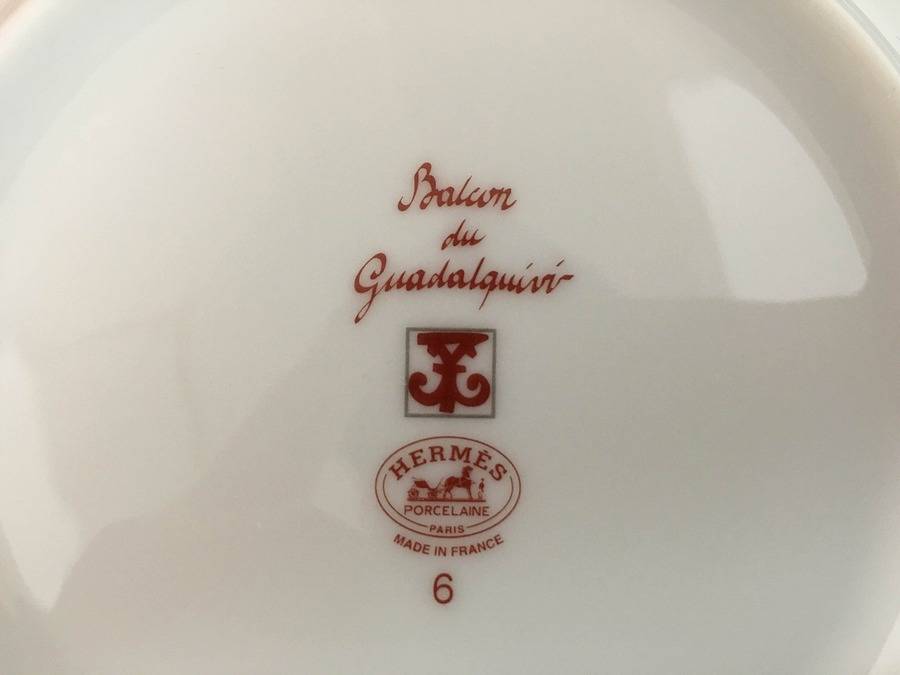 Balcon
du
Guadalquivir
HERMÈS
PORCELAINE
PARIS
MADE IN FRANCE
6